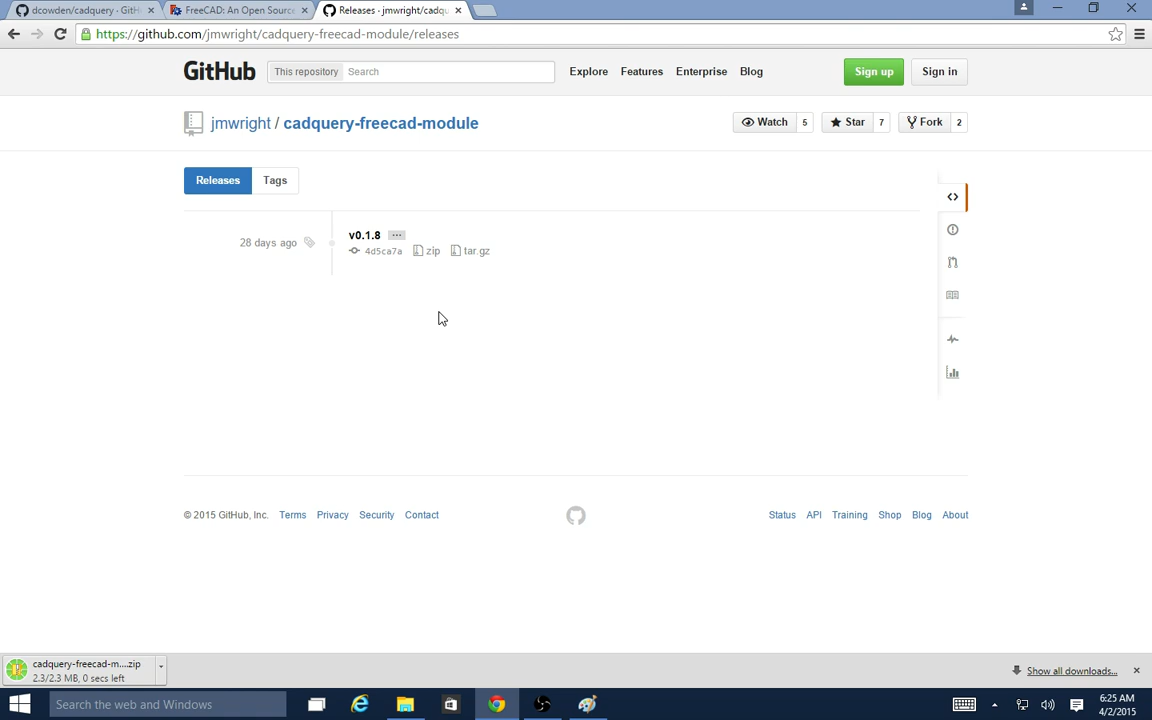 dcowden/cadquery · GitH
FreeCAD: An Open Source
Releases · jmwright/cadqu
https://github.com/jmwright/cadquery-freecad-module/releases
GitHub This repository Search Explore Features Enterprise Blog Sign up Sign in
jmwright / cadquery-freecad-module Watch 5 Star 7 Fork 2
Releases Tags
28 days ago v0.1.8 ...
4d5ca7a zip tar.gz
© 2015 GitHub, Inc. Terms Privacy Security Contact Status API Training Shop Blog About
cadquery-freecad-m....zip
2.3/2.3 MB, 0 secs left
Show all downloads...
Search the web and Windows
6:25 AM
4/2/2015